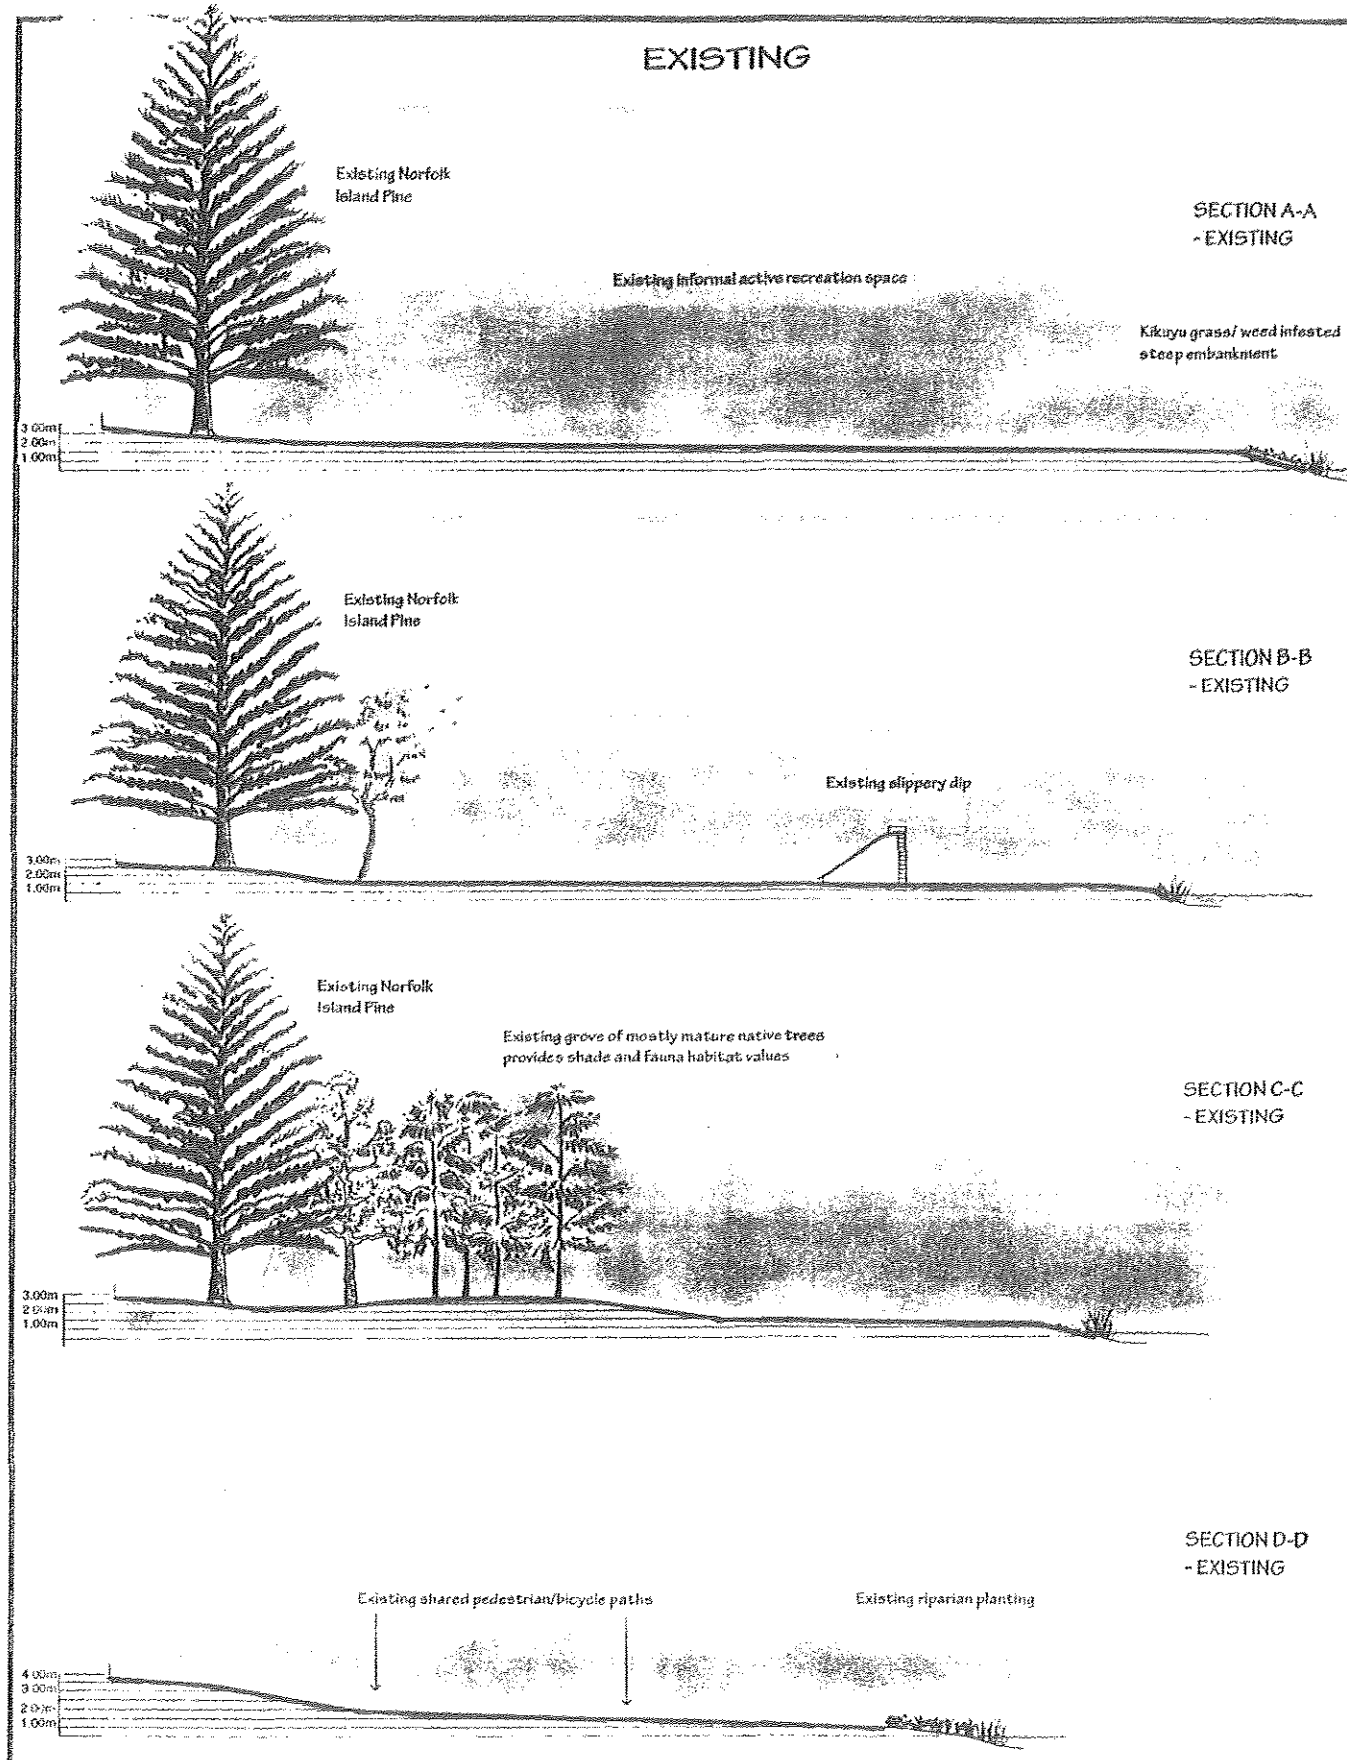 EXISTING
Existing Norfolk
Island Pine
SECTION A-A
- EXISTING
Existing informal active recreation space
Kikuyu grass/ weed infested
steep embankment
3.00m
2.00m
1.00m
Existing Norfolk
Island Pine
SECTION B-B
- EXISTING
Existing slippery dip
3.00m
2.00m
1.00m
Existing Norfolk
Island Pine
Existing grove of mostly mature native trees
provides shade and fauna habitat values
SECTION C-C
- EXISTING
3.00m
2.00m
1.00m
SECTION D-D
- EXISTING
Existing shared pedestrian/bicycle paths
Existing riparian planting
4.00m
3.00m
2.00m
1.00m